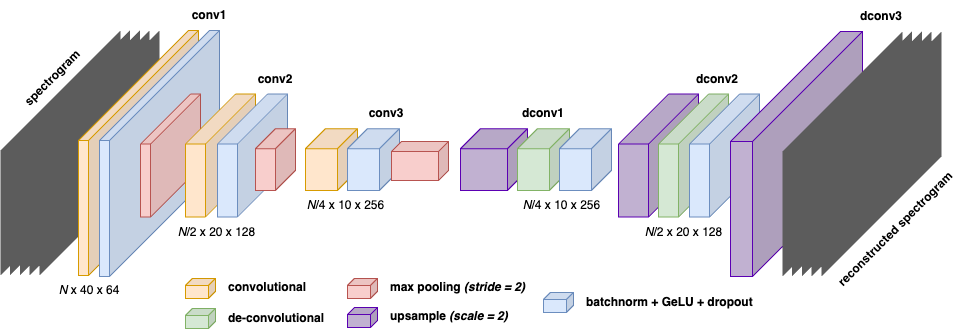 conv1
dconv3
spectrogram
conv2
dconv2
conv3
dconv1
N/4 x 10 x 256
N/4 x 10 x 256
N/2 x 20 x 128
N/2 x 20 x 128
N x 40 x 64
reconstructed spectrogram
convolutional
max pooling (stride = 2)
batchnorm + GeLU + dropout
de-convolutional
upsample (scale = 2)